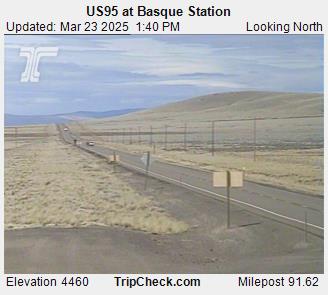 US95 at Basque Station
Updated: Mar 23 2025 1:40 PM Looking North
Elevation 4460 TripCheck.com Milepost 91.62